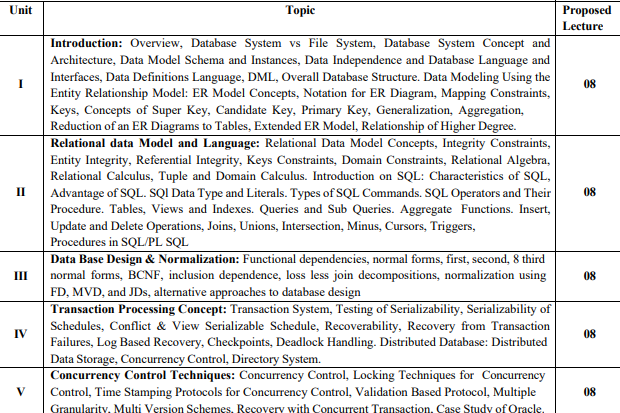 Unit Topic Proposed Lecture
Introduction: Overview, Database System vs File System, Database System Concept and
Architecture, Data Model Schema and Instances, Data Independence and Database Language and
Interfaces, Data Definitions Language, DML, Overall Database Structure. Data Modeling Using the
I Entity Relationship Model: ER Model Concepts, Notation for ER Diagram, Mapping Constraints, 08
Keys, Concepts of Super Key, Candidate Key, Primary Key, Generalization, Aggregation,
Reduction of an ER Diagrams to Tables, Extended ER Model, Relationship of Higher Degree.
Relational data Model and Language: Relational Data Model Concepts, Integrity Constraints,
Entity Integrity, Referential Integrity, Keys Constraints, Domain Constraints, Relational Algebra,
Relational Calculus, Tuple and Domain Calculus. Introduction on SQL: Characteristics of SQL,
II Advantage of SQL. SQl Data Type and Literals. Types of SQL Commands. SQL Operators and Their 08
Procedure. Tables, Views and Indexes. Queries and Sub Queries. Aggregate Functions. Insert,
Update and Delete Operations, Joins, Unions, Intersection, Minus, Cursors, Triggers,
Procedures in SQL/PL SQL
Data Base Design & Normalization: Functional dependencies, normal forms, first, second, 8 third
III normal forms, BCNF, inclusion dependence, loss less join decompositions, normalization using 08
FD, MVD, and JDs, alternative approaches to database design
Transaction Processing Concept: Transaction System, Testing of Serializability, Serializability of
Schedules, Conflict & View Serializable Schedule, Recoverability, Recovery from Transaction
IV Failures, Log Based Recovery, Checkpoints, Deadlock Handling. Distributed Database: Distributed 08
Data Storage, Concurrency Control, Directory System.
Concurrency Control Techniques: Concurrency Control, Locking Techniques for Concurrency
V Control, Time Stamping Protocols for Concurrency Control, Validation Based Protocol, Multiple 08
Granularity, Multi Version Schemes, Recovery with Concurrent Transaction, Case Study of Oracle.